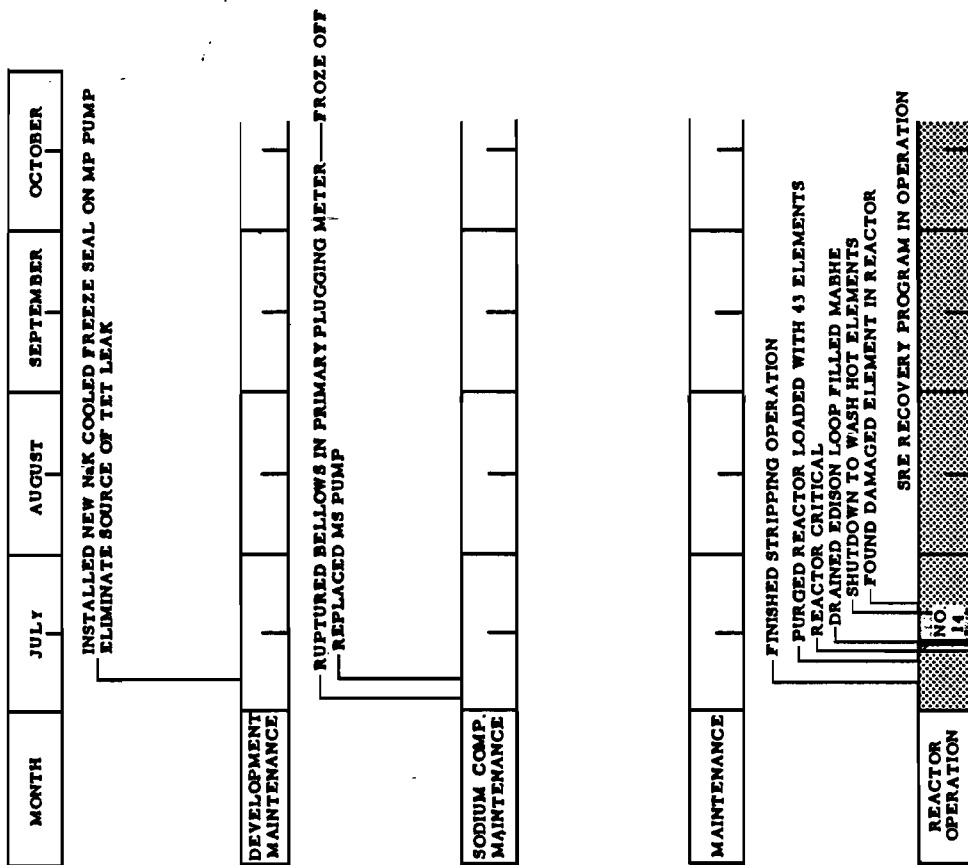 MONTH
JULY
AUGUST
SEPTEMBER
OCTOBER
INSTALLED NEW NaK COOLED FREEZE SEAL ON MP PUMP
ELIMINATE SOURCE OF TET LEAK
DEVELOPMENT
MAINTENANCE
RUPTURED BELLOWS IN PRIMARY PLUGGING METER—FROZE OFF
REPLACED MS PUMP
SODIUM COMP.
MAINTENANCE
MAINTENANCE
FINISHED STRIPPING OPERATION
PURGED REACTOR LOADED WITH 43 ELEMENTS
REACTOR CRITICAL
DRAINED EDISON LOOP FILLED MABHE
SHUTDOWN TO WASH HOT ELEMENTS
FOUND DAMAGED ELEMENT IN REACTOR
SRE RECOVERY PROGRAM IN OPERATION
REACTOR
OPERATION
NO.
14